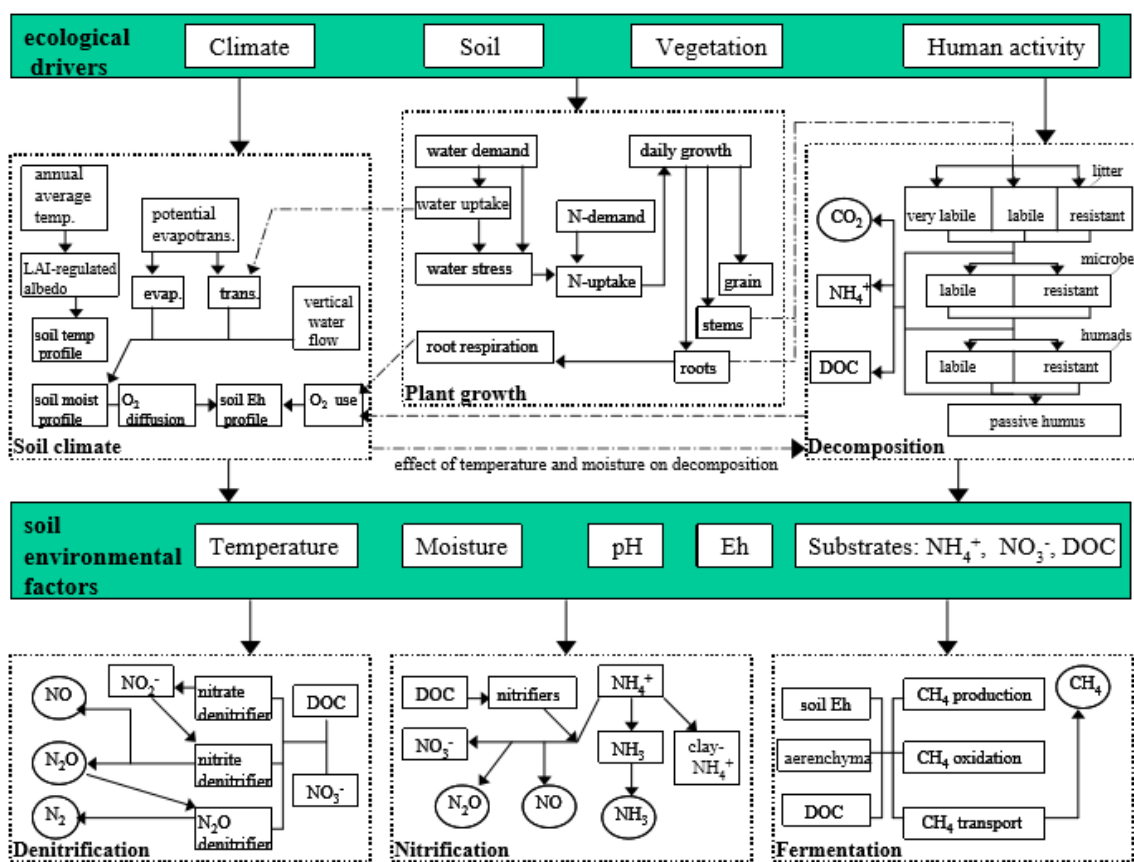 ecological
drivers
Climate
Soil
Vegetation
Human activity
annual
average
temp.
potential
evapotrans.
LAI-regulated
albedo
evap.
trans.
vertical
water
flow
soil temp
profile
soil moist
profile
O₂
diffusion
soil Eh
profile
O₂ use
Soil climate
water demand
daily growth
water uptake
N-demand
water stress
N-uptake
grain
stems
root respiration
roots
Plant growth
litter
CO₂
very labile
labile
resistant
microbe
NH₄⁺
labile
resistant
humads
DOC
labile
resistant
passive humus
Decomposition
effect of temperature and moisture on decomposition
soil
environmental
factors
Temperature
Moisture
pH
Eh
Substrates: NH₄⁺, NO₃⁻, DOC
NO
NO₂⁻
nitrate
denitrifier
DOC
N₂O
nitrite
denitrifier
NO₃⁻
N₂
N₂O
denitrifier
Denitrification
DOC
nitrifiers
NH₄⁺
NO₃⁻
NH₃
clay-
NH₄⁺
N₂O
NO
NH₃
Nitrification
soil Eh
CH₄ production
CH₄
aerenchyma
CH₄ oxidation
DOC
CH₄ transport
Fermentation